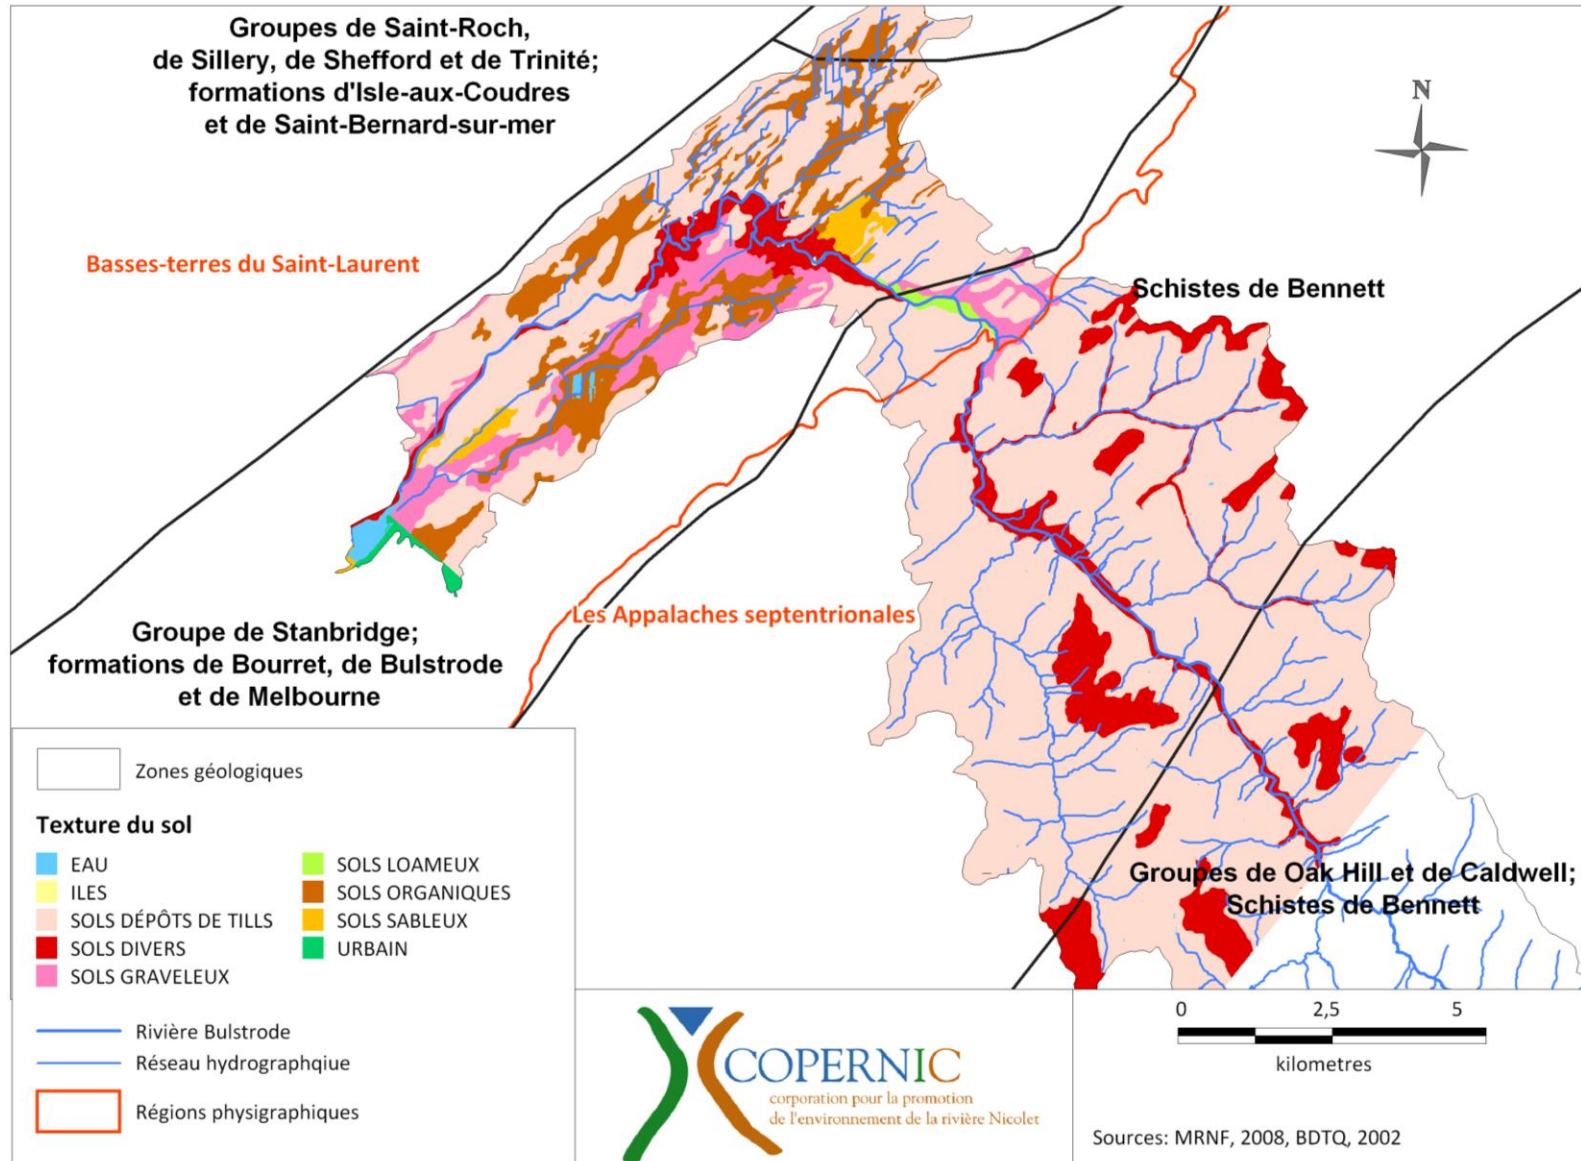 Groupes de Saint-Roch,
de Sillery, de Shefford et de Trinité;
formations d'Isle-aux-Coudres
et de Saint-Bernard-sur-mer
N
Basses-terres du Saint-Laurent
Schistes de Bennett
Les Appalaches septentrionales
Groupe de Stanbridge;
formations de Bourret, de Bulstrode
et de Melbourne
Groupes de Oak Hill et de Caldwell;
Schistes de Bennett
Zones géologiques
Texture du sol
EAU
ILES
SOLS DÉPÔTS DE TILLS
SOLS DIVERS
SOLS GRAVELEUX
SOLS LOAMEUX
SOLS ORGANIQUES
SOLS SABLEUX
URBAIN
Rivière Bulstrode
Réseau hydrographqiue
Régions physigraphiques
COPERNIC
corporation pour la promotion
de l'environnement de la rivière Nicolet
0 2,5 5
kilometres
Sources: MRNF, 2008, BDTQ, 2002